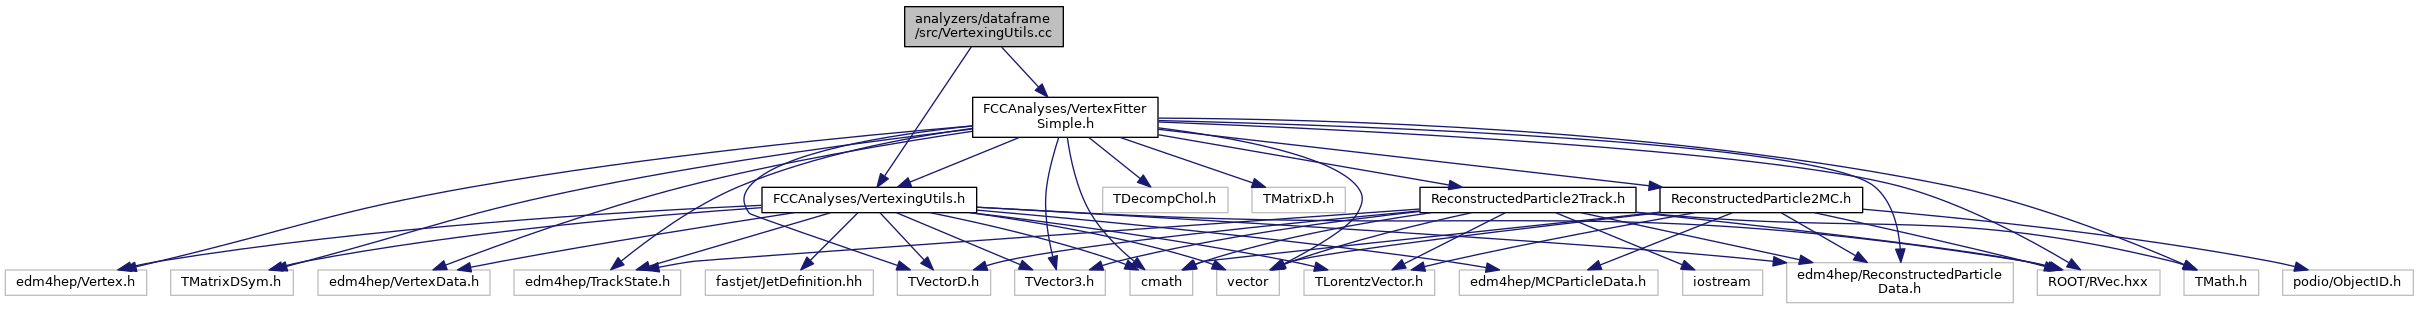 analyzers/dataframe
/src/VertexingUtils.cc
FCCAnalyses/VertexFitter
Simple.h
FCCAnalyses/VertexingUtils.h
TDecompChol.h
TMatrixD.h
ReconstructedParticle2Track.h
ReconstructedParticle2MC.h
edm4hep/Vertex.h
TMatrixDSym.h
edm4hep/VertexData.h
edm4hep/TrackState.h
fastjet/JetDefinition.hh
TVectorD.h
TVector3.h
cmath
vector
TLorentzVector.h
edm4hep/MCParticleData.h
iostream
edm4hep/ReconstructedParticle
Data.h
ROOT/RVec.hxx
TMath.h
podio/ObjectID.h